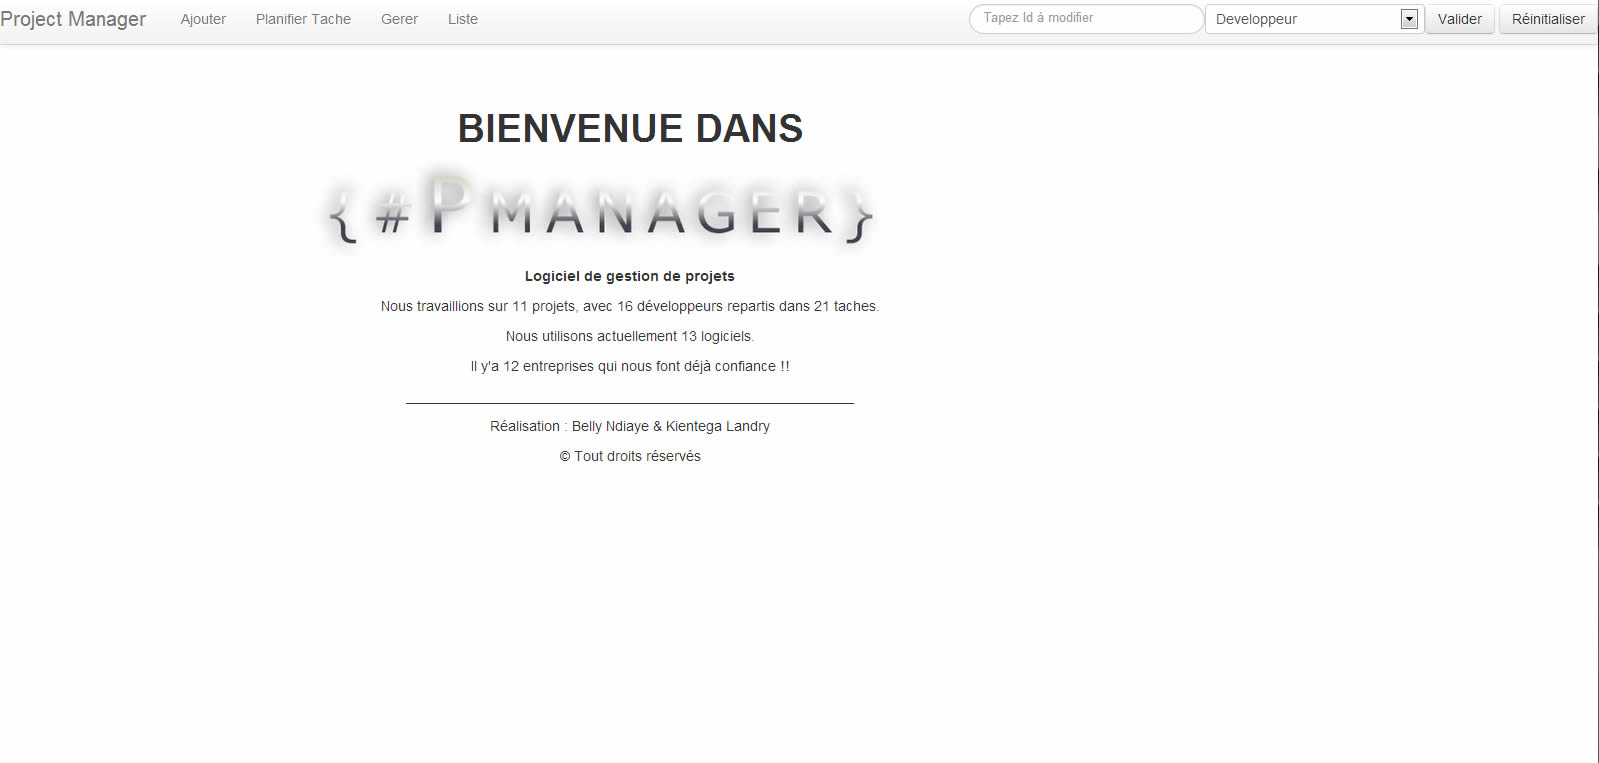 Project Manager Ajouter Planifier Tache Gerer Liste Tapez Id à modifier Developpeur Valider Réinitialiser
BIENVENUE DANS
{#PMANAGER}
Logiciel de gestion de projets
Nous travaillions sur 11 projets, avec 16 développeurs repartis dans 21 taches.
Nous utilisons actuellement 13 logiciels.
Il y'a 12 entreprises qui nous font déjà confiance !!
Réalisation : Belly Ndiaye & Kientega Landry
© Tout droits réservés